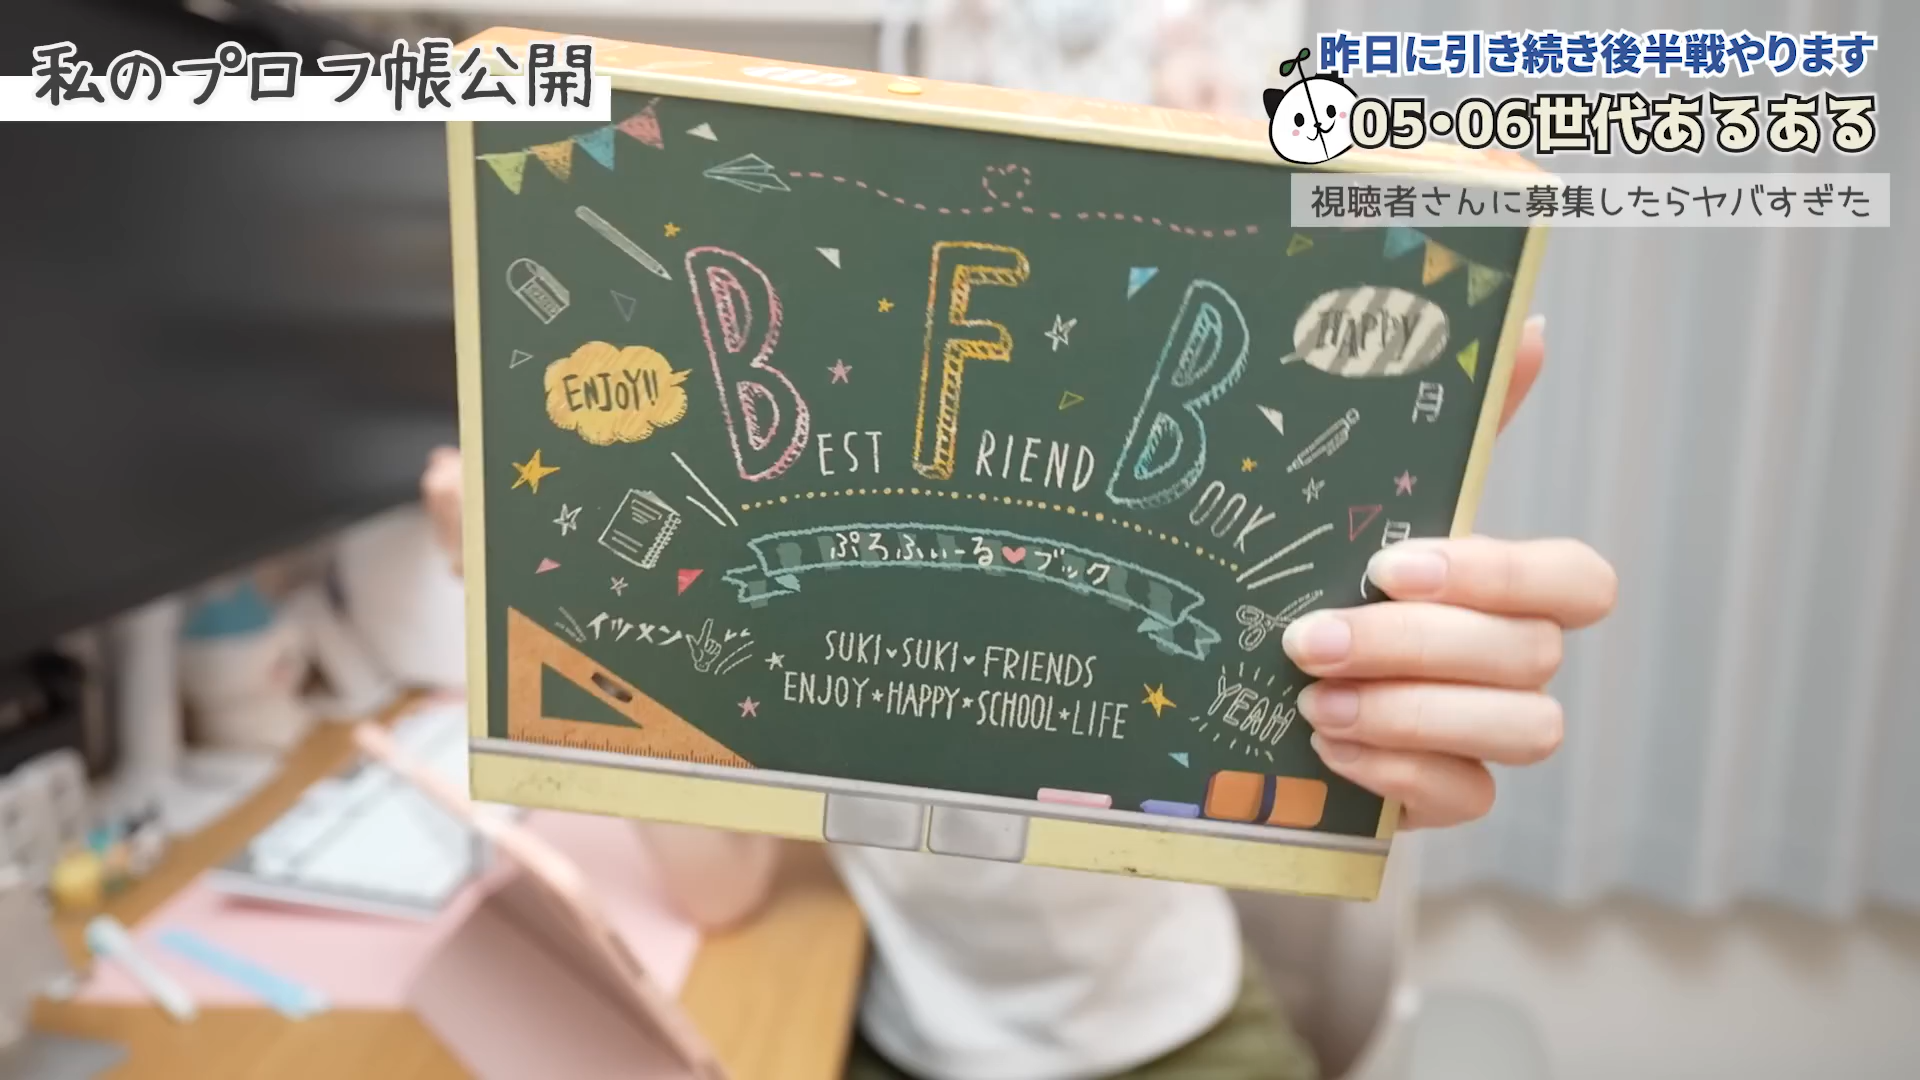 私のプロフ帳公開
昨日に引き続き後半戦やります
05・06世代あるある
視聴者さんに募集したらヤバすぎた
HAPPY
ENJOY!!
BEST FRIEND BOOK
ぷろふぃーる♥ブック
イツメン
SUKI♥SUKI♥FRIENDS
ENJOY★HAPPY★SCHOOL★LIFE
YEAH